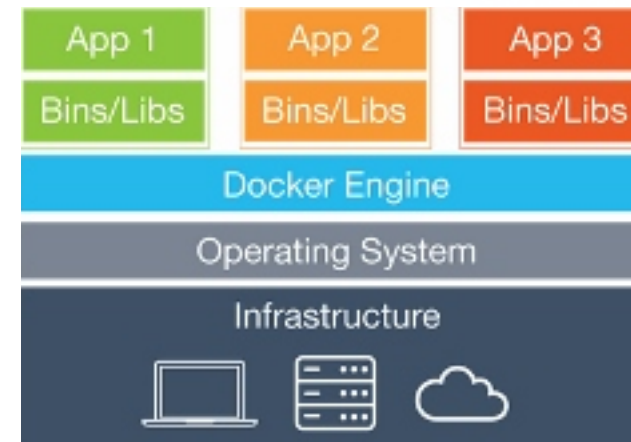 App 1 App 2 App 3
Bins/Libs Bins/Libs Bins/Libs
Docker Engine
Operating System
Infrastructure